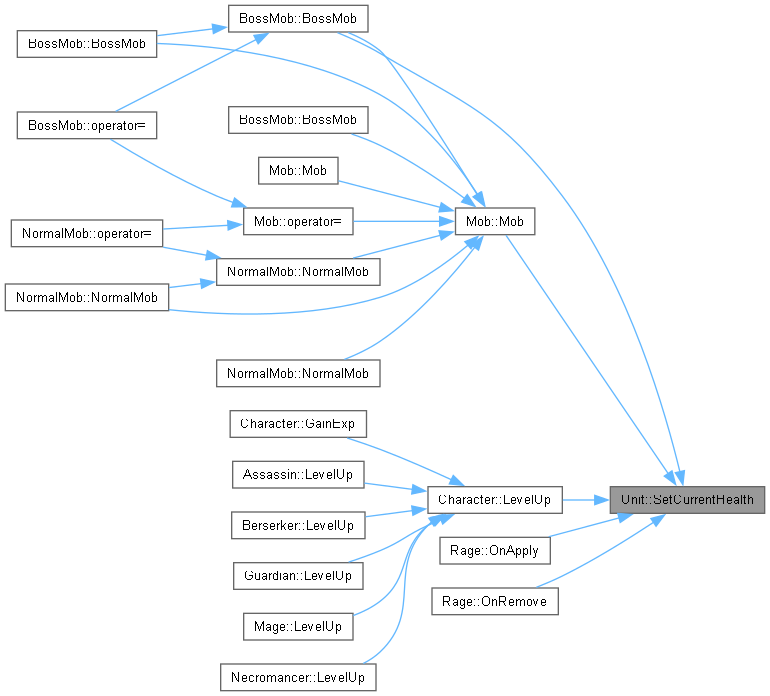 BossMob::BossMob
BossMob::BossMob
BossMob::BossMob
BossMob::operator=
Mob::Mob
Mob::operator=
Mob::Mob
NormalMob::operator=
NormalMob::NormalMob
NormalMob::NormalMob
NormalMob::NormalMob
Character::GainExp
Assassin::LevelUp
Character::LevelUp
Unit::SetCurrentHealth
Berserker::LevelUp
Rage::OnApply
Guardian::LevelUp
Rage::OnRemove
Mage::LevelUp
Necromancer::LevelUp